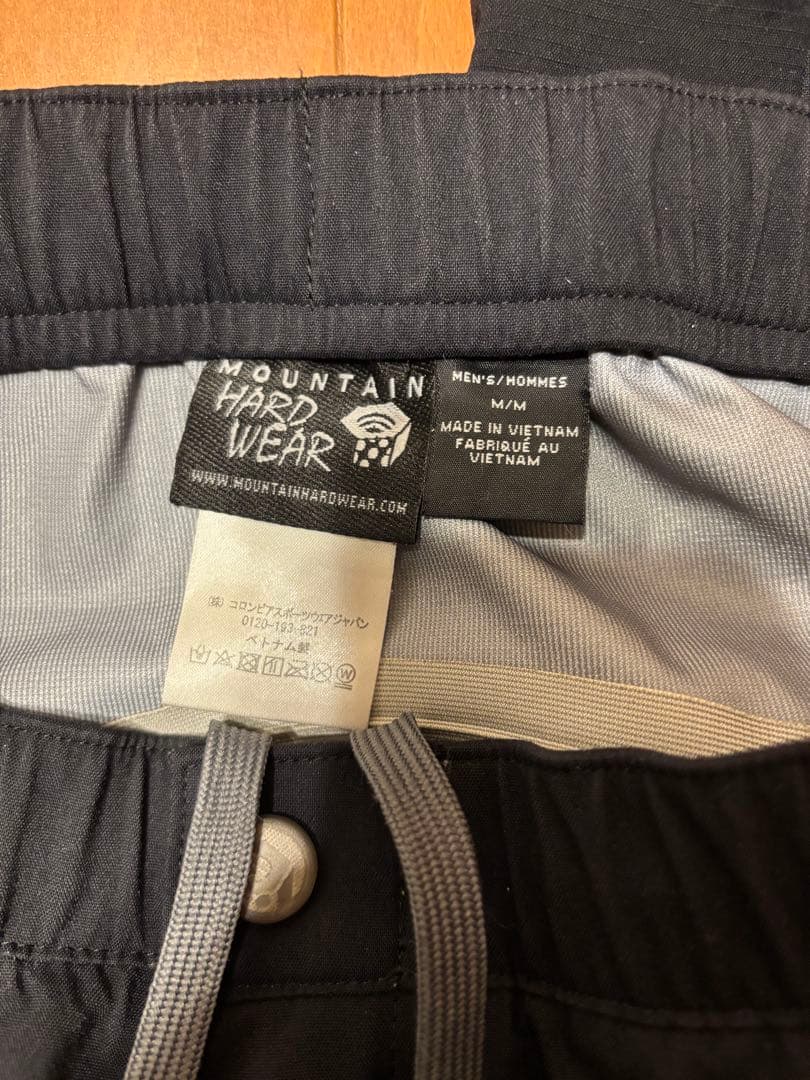 MOUNTAIN
HARD
WEAR
WWW.MOUNTAINHARDWEAR.COM
MEN'S/HOMMES
M/M
MADE IN VIETNAM
FABRIQUÉ AU
VIETNAM
(株) コロンビアスポーツウエアジャパン
0120-193-821
ベトナム製
W